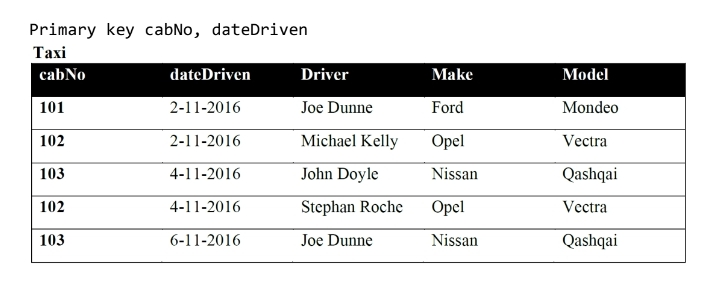 Primary key cabNo, dateDriven
Taxi
cabNo dateDriven Driver Make Model
101 2-11-2016 Joe Dunne Ford Mondeo
102 2-11-2016 Michael Kelly Opel Vectra
103 4-11-2016 John Doyle Nissan Qashqai
102 4-11-2016 Stephan Roche Opel Vectra
103 6-11-2016 Joe Dunne Nissan Qashqai